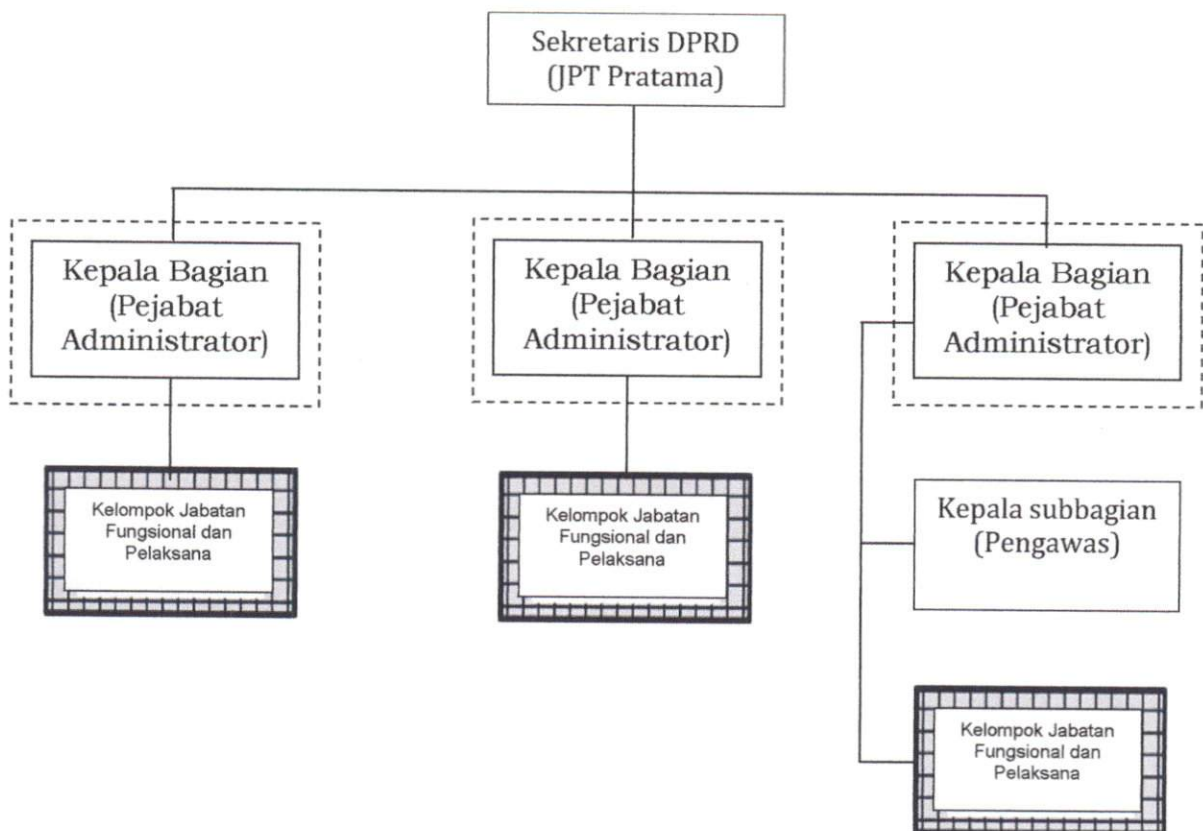 Sekretaris DPRD
(JPT Pratama)
Kepala Bagian
(Pejabat
Administrator)
Kepala Bagian
(Pejabat
Administrator)
Kepala Bagian
(Pejabat
Administrator)
Kelompok Jabatan
Fungsional dan
Pelaksana
Kelompok Jabatan
Fungsional dan
Pelaksana
Kepala subbagian
(Pengawas)
Kelompok Jabatan
Fungsional dan
Pelaksana